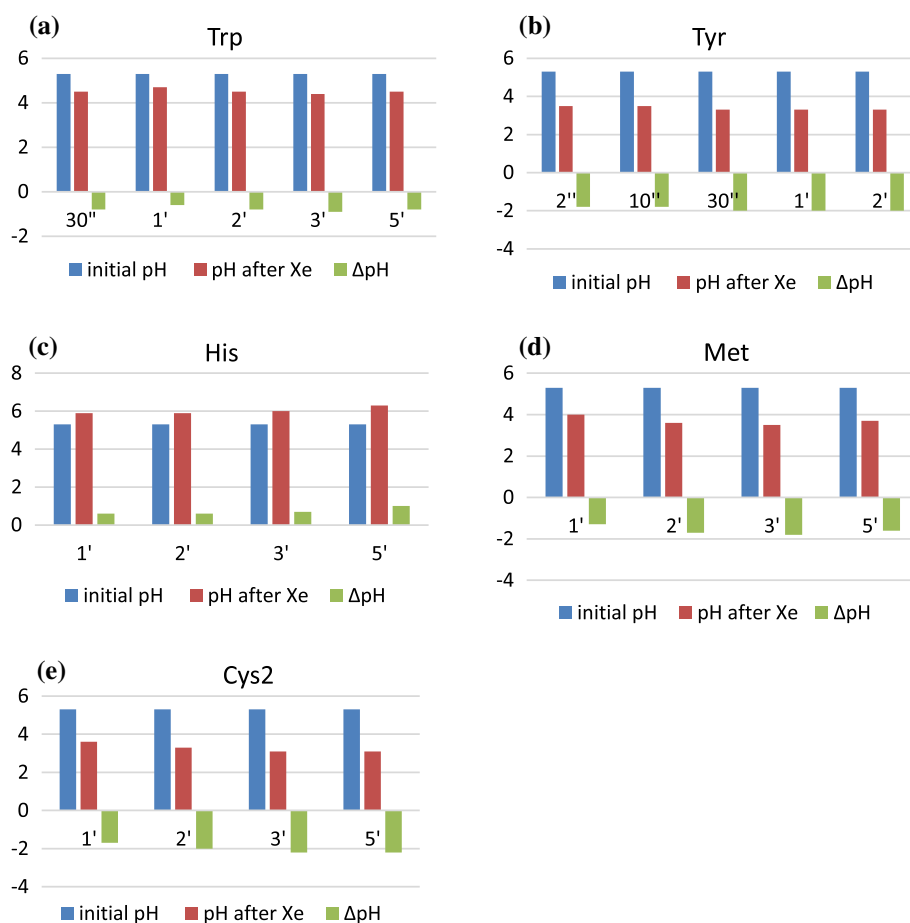 (a)
Trp
6
4
2
0
-2
30" 1' 2' 3' 5'
initial pH pH after Xe ΔpH
(b)
Tyr
6
4
2
0
-2
-4
2" 10" 30" 1' 2'
initial pH pH after Xe ΔpH
(c)
His
8
6
4
2
0
1' 2' 3' 5'
initial pH pH after Xe ΔpH
(d)
Met
6
4
2
0
-2
-4
1' 2' 3' 5'
initial pH pH after Xe ΔpH
(e)
Cys2
6
4
2
0
-2
-4
1' 2' 3' 5'
initial pH pH after Xe ΔpH